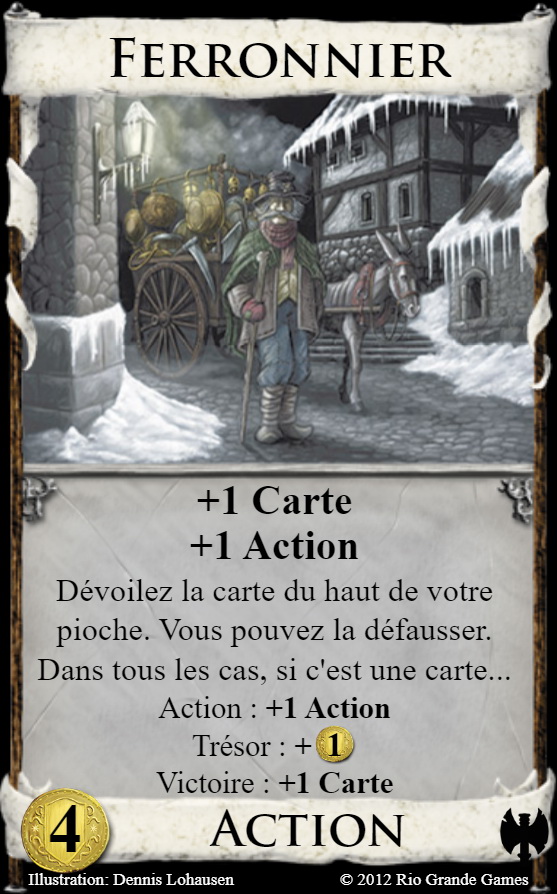 FERRONNIER
+1 Carte
+1 Action
Dévoilez la carte du haut de votre
pioche. Vous pouvez la défausser.
Dans tous les cas, si c'est une carte...
Action : +1 Action
Trésor : +1
Victoire : +1 Carte
4
ACTION
Illustration: Dennis Lohausen
© 2012 Rio Grande Games